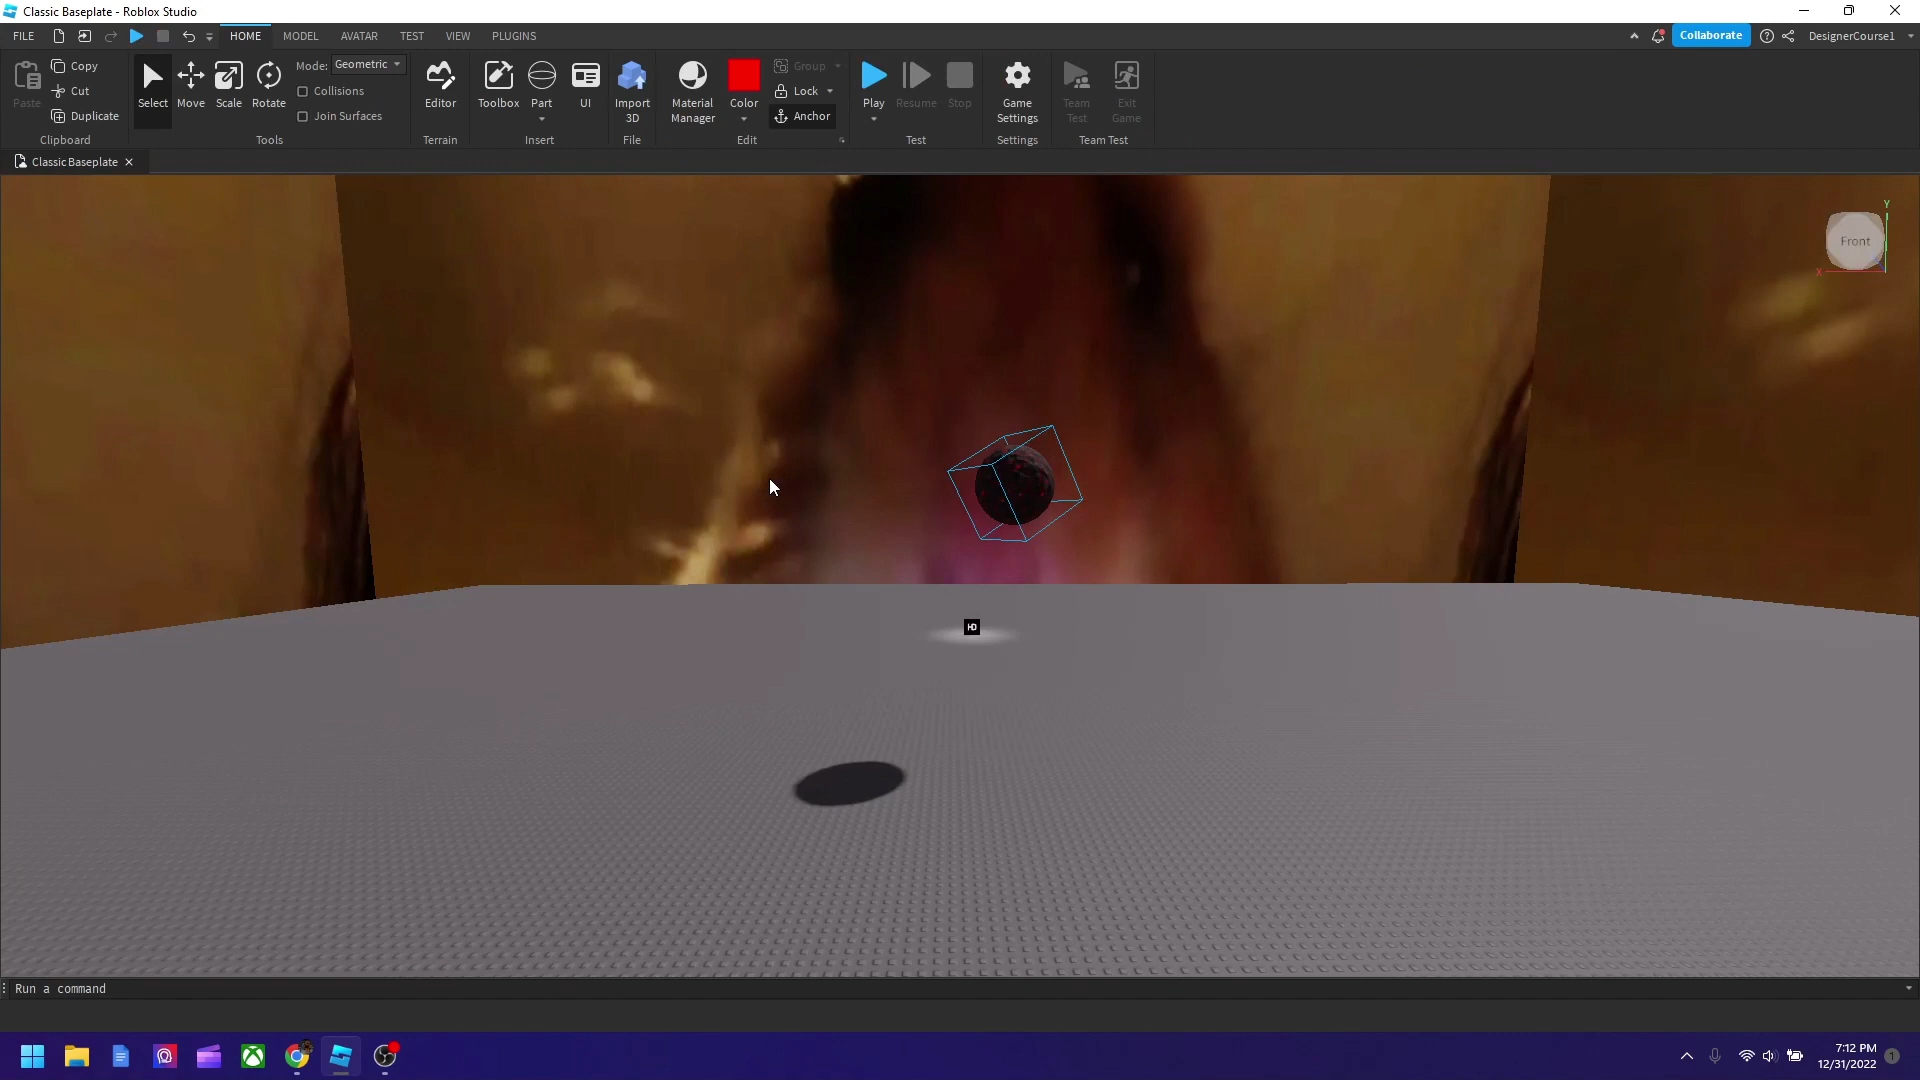 Classic Baseplate - Roblox Studio
FILE HOME MODEL AVATAR TEST VIEW PLUGINS Collaborate DesignerCourse1
Paste Copy Cut Duplicate
Clipboard
Select Move Scale Rotate
Mode: Geometric
Collisions
Join Surfaces
Tools
Editor
Terrain
Toolbox Part UI
Insert
Import 3D
File
Material Manager Color
Group
Lock
Anchor
Edit
Play Resume Stop
Test
Game Settings
Settings
Team Test Exit Game
Team Test
ClassicBaseplate
Y
Front
X
HD
Run a command
7:12 PM
12/31/2022
1